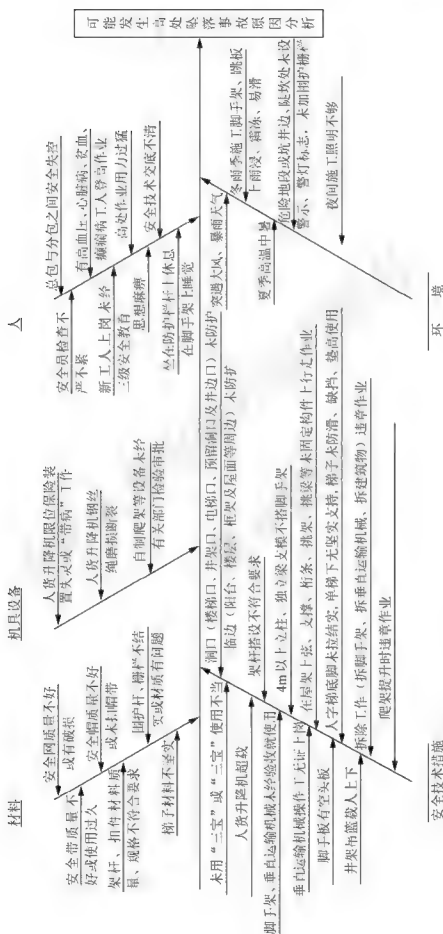 可能发生高处坠落事故原因分析
人
总包与分包之间安全失控
有高血压、心脏病、贫血、
癫痫病工人登高作业
高处作业用力过猛
安全技术交底不清
安全员检查不
严不紧
新工人上岗未经
三级安全教育
思想麻痹
坐在防护栏杆上休息
在脚手架上睡觉
机具设备
人货升降机限位保险装
置失灵或“带病”工作
人货升降机钢丝
绳磨损断裂
自制爬架等设备未经
有关部门检验审批
材料
安全网质量不好
或有破损
安全帽质量不好
或未扣帽带
围护杆、栅栏不结
实或材质有问题
安全带质量不
好或使用过久
架杆、扣件材料质
量、规格不符合要求
梯子材料不坚实
环境
突遇大风、暴雨天气
冬雨季施工脚手架、跳板
上雨浸、霜冻、易滑
夏季高温中暑
危险地段或坑井边、陡坎处未设
警示、警灯标志，未加围护栅栏
夜间施工照明不够
安全技术措施
洞口（楼梯口、井架口、电梯口、预留洞口及井边口）未防护
临边（阳台、楼层、框架及屋面等周边）未防护
架杆搭设不符合要求
4m以上立柱、独立梁支模不搭脚手架
在屋架上弦、支撑、桁条、挑架、挑梁等未固定构件上行走作业
人字梯底脚未拉结实，单梯下无坚实支持，梯子未防滑、缺挡、垫高使用
拆除工作（拆脚手架、拆垂直运输机械、拆建筑物）违章作业
爬架提升时违章作业
未用“三宝”或“三宝”使用不当
人货升降机超载
脚手架、垂直运输机械未经验收就使用
垂直运输机械操作工无证上岗
脚手板有空头板
井架吊篮载人上下